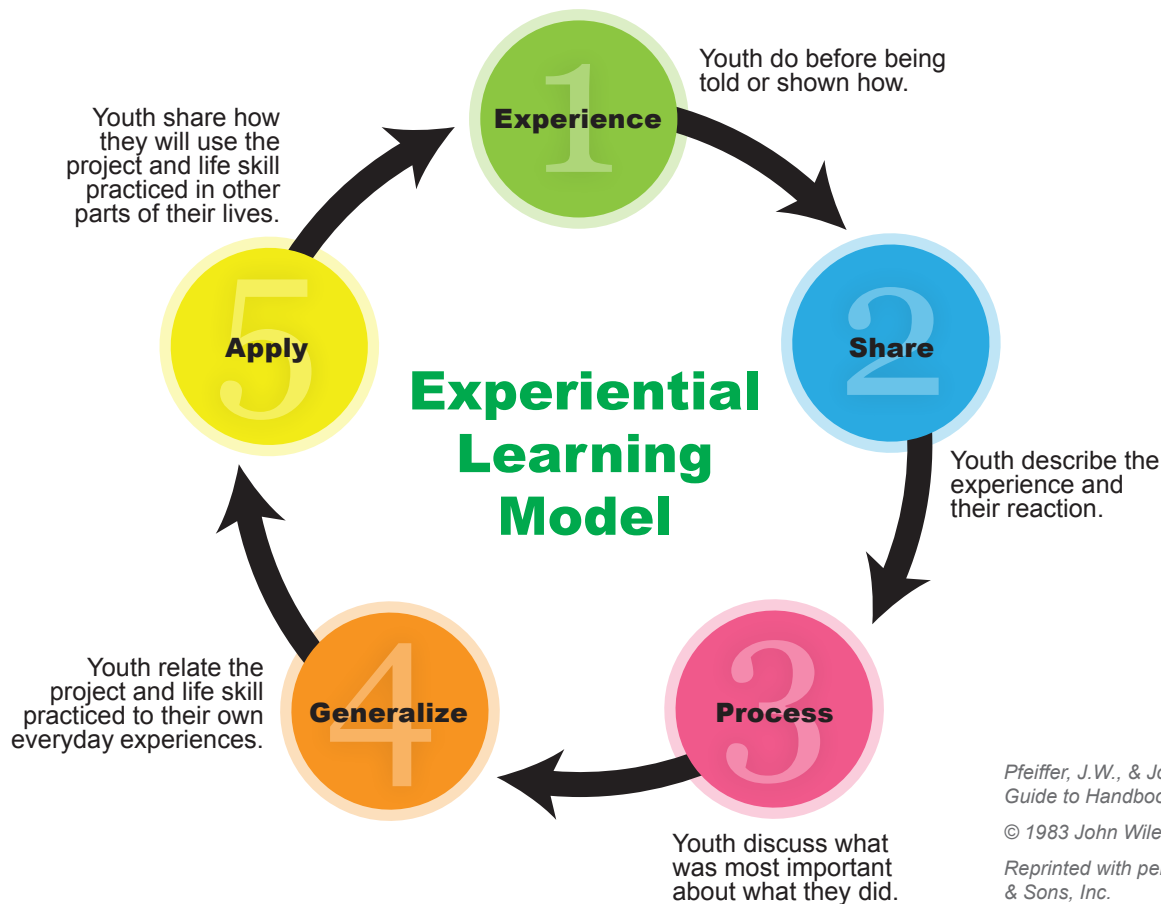 1
Experience
Youth do before being
told or shown how.
2
Share
Youth describe the
experience and
their reaction.
3
Process
Youth discuss what
was most important
about what they did.
4
Generalize
Youth relate the
project and life skill
practiced to their own
everyday experiences.
5
Apply
Youth share how
they will use the
project and life skill
practiced in other
parts of their lives.
Experiential
Learning
Model
Pfeiffer, J.W., &
Guide to
© 1983 John
Reprinted with
& Sons, Inc.